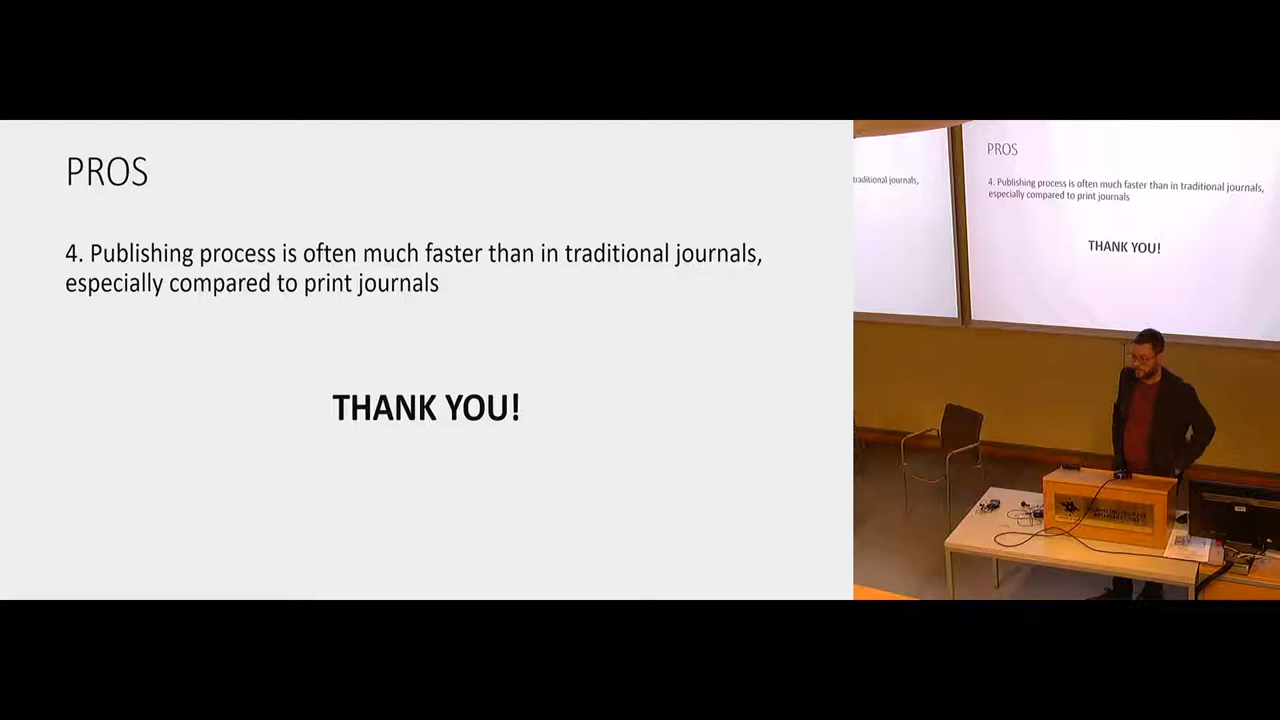 PROS
4. Publishing process is often much faster than in traditional journals,
especially compared to print journals
THANK YOU!
traditional journals,
PROS
4. Publishing process is often much faster than in traditional journals,
especially compared to print journals
THANK YOU!